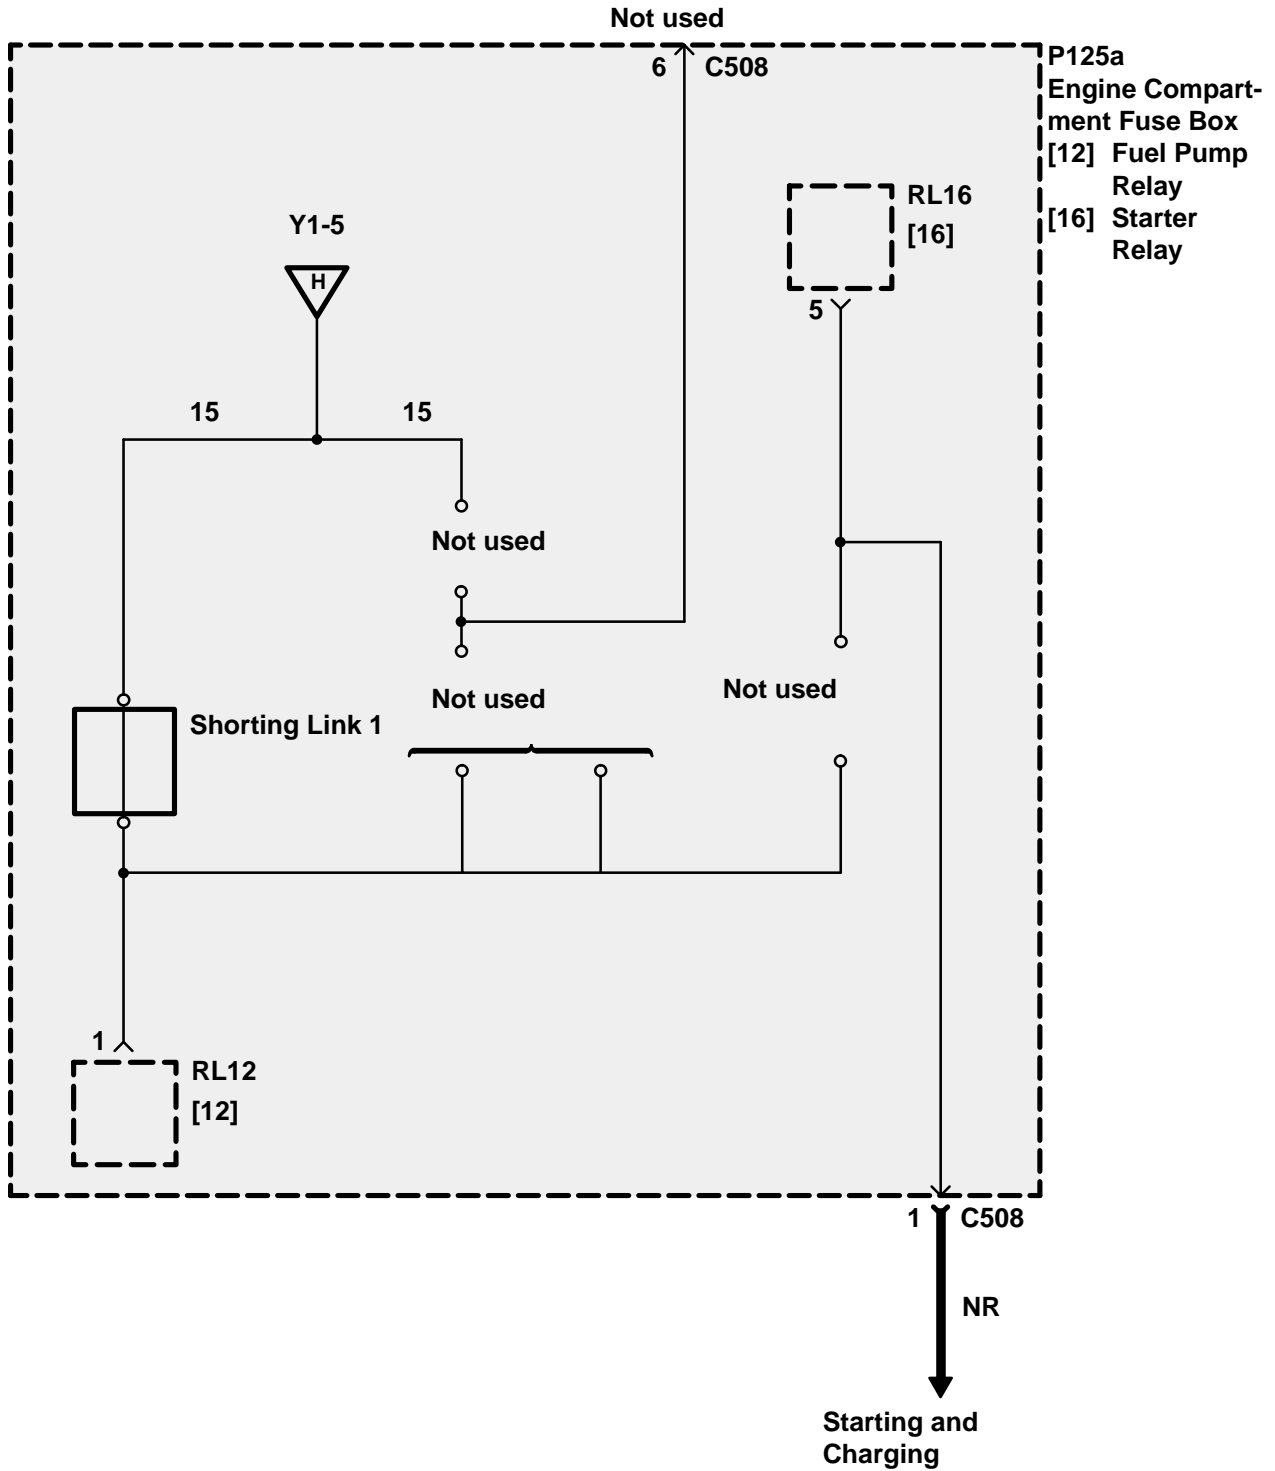 Not used
6 C508
P125a
Engine Compart-
ment Fuse Box
[12] Fuel Pump
Relay
[16] Starter
Relay
RL16
[16]
Y1-5
H
5
15 15
Not used
Not used
Not used
Shorting Link 1
1
RL12
[12]
1 C508
NR
Starting and
Charging